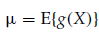 μ = E{g(X)}